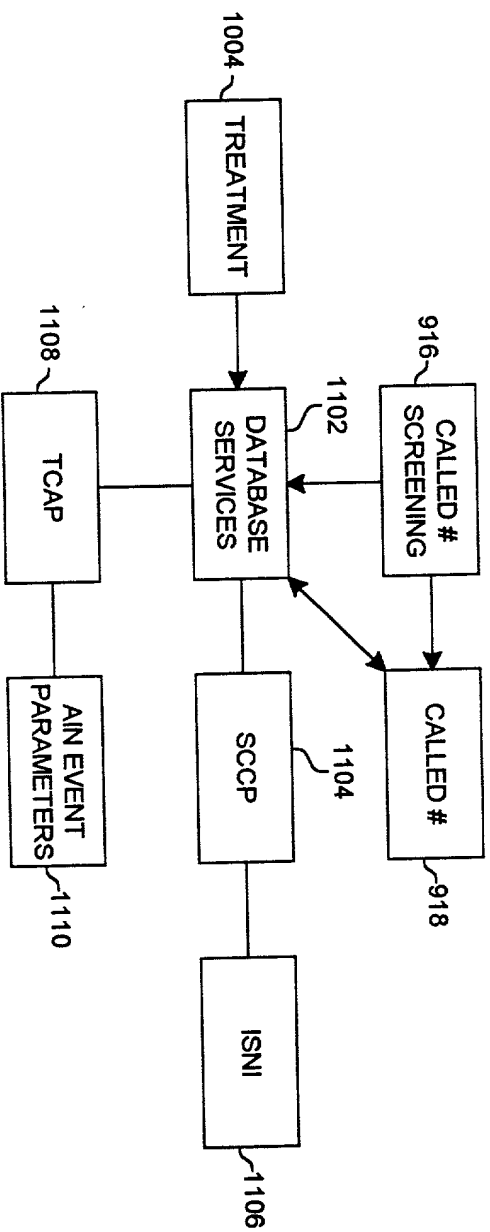 916
CALLED #
SCREENING
CALLED #
918
1004
TREATMENT
1102
DATABASE
SERVICES
SCCP
1104
ISNI
1106
1108
TCAP
AIN EVENT
PARAMETERS
1110